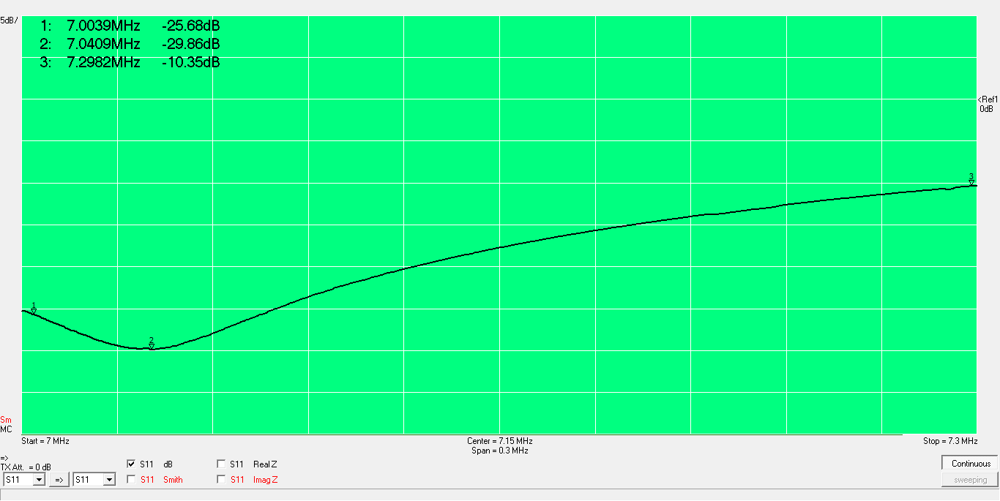 5dB/
1: 7.0039MHz -25.68dB
2: 7.0409MHz -29.86dB
3: 7.2982MHz -10.35dB
<Ref1
0dB
3
1
2
Sm
MC
Start = 7 MHz Center = 7.15 MHz Stop = 7.3 MHz
Span = 0.3 MHz
=>
TX Att. = 0 dB
S11 dB S11 Real Z
Continuous
S11 => S11 S11 Smith S11 Imag Z
sweeping